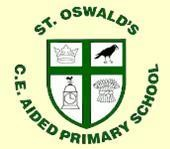 ST. OSWALD'S
C.E. AIDED PRIMARY SCHOOL